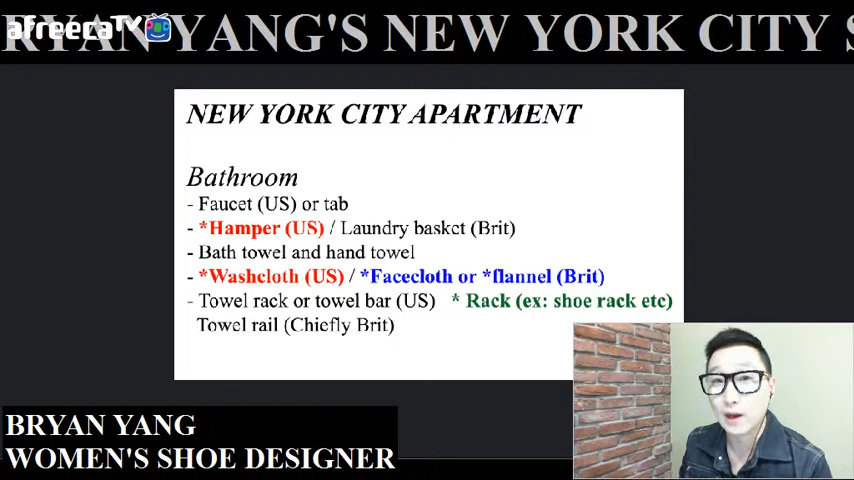 RYAN YANG'S NEW YORK CITY S
afreecaTV
NEW YORK CITY APARTMENT
Bathroom
- Faucet (US) or tab
- *Hamper (US) / Laundry basket (Brit)
- Bath towel and hand towel
- *Washcloth (US) / *Facecloth or *flannel (Brit)
- Towel rack or towel bar (US) * Rack (ex: shoe rack etc)
Towel rail (Chiefly Brit)
BRYAN YANG
WOMEN'S SHOE DESIGNER